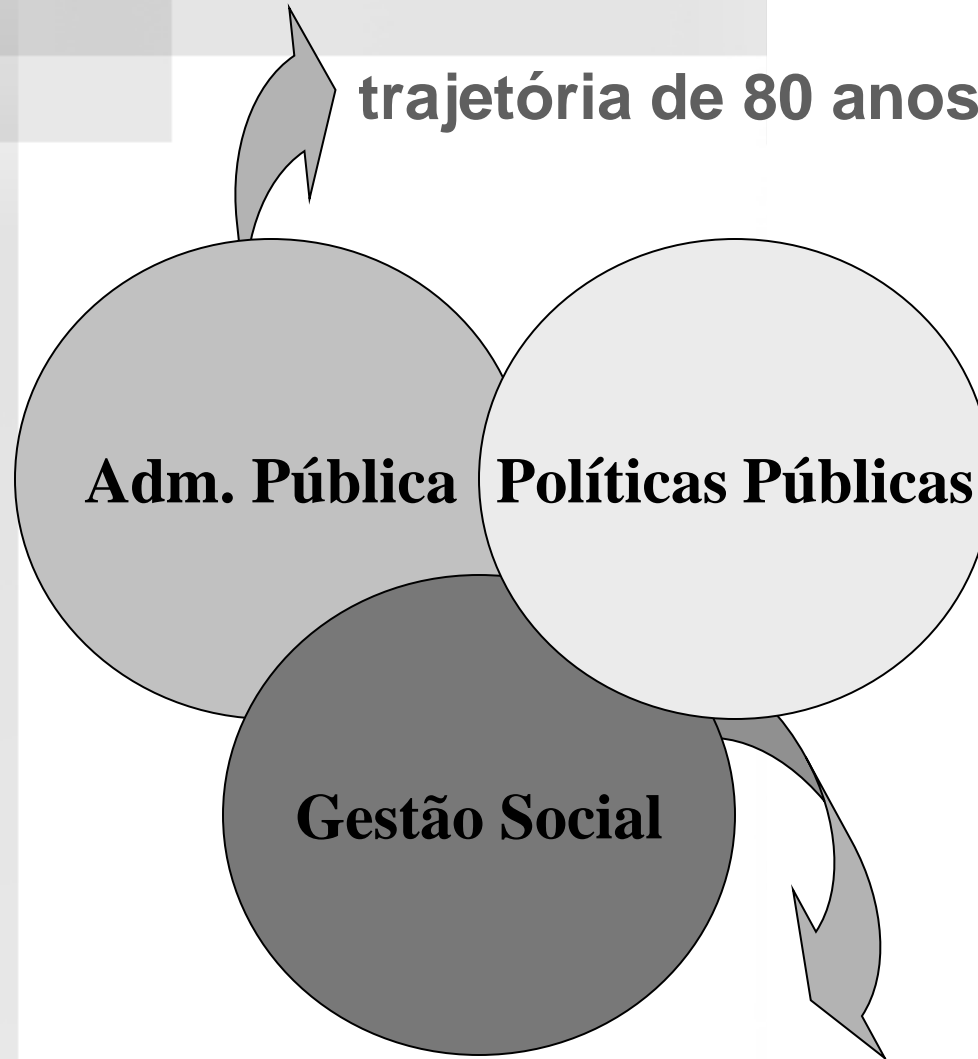 trajetória de 80 anos
Adm. Pública
Políticas Públicas
Gestão Social